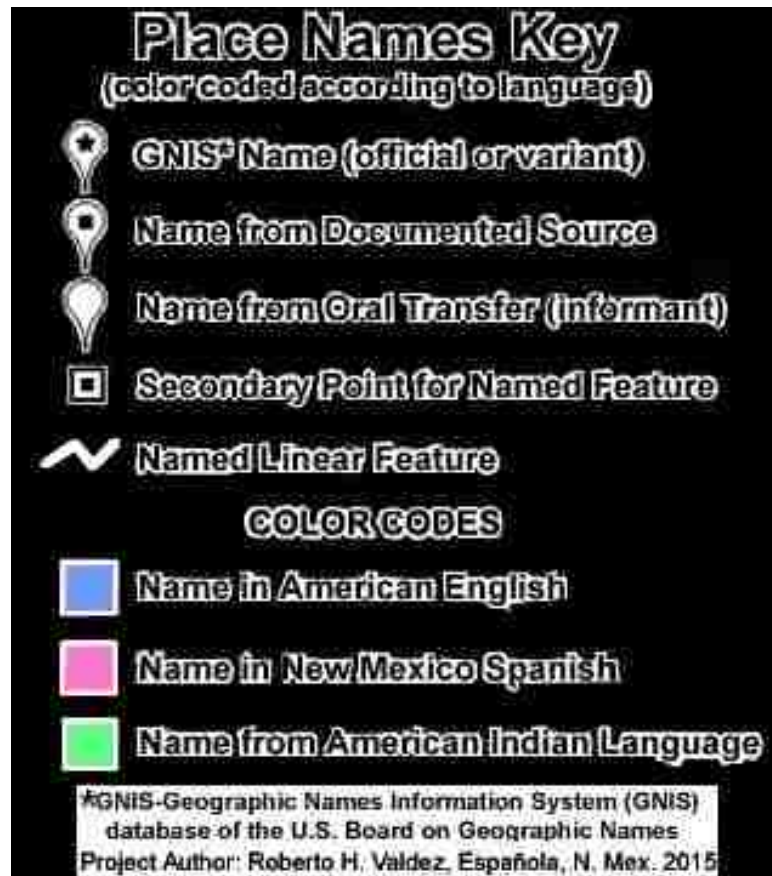 Place Names Key
(color coded according to language)
GNIS* Name (official or variant)
Name from Documented Source
Name from Oral Transfer (informant)
Secondary Point for Named Feature
Named Linear Feature
COLOR CODES
Name in American English
Name in New Mexico Spanish
Name from American Indian Language
*GNIS-Geographic Names Information System (GNIS)
database of the U.S. Board on Geographic Names
Project Author: Roberto H. Valdez, Española, N. Mex. 2015